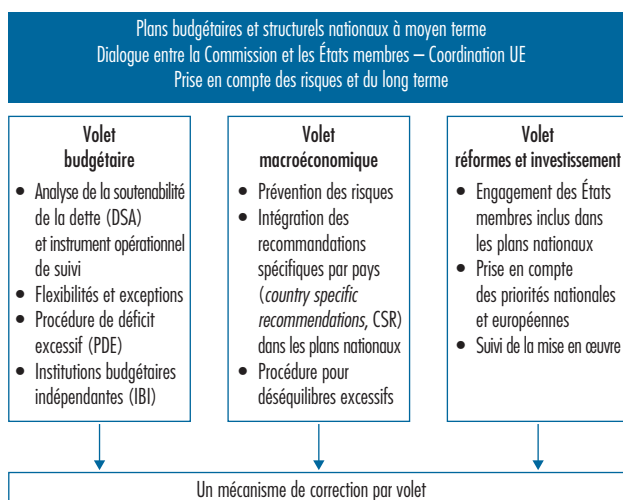 Plans budgétaires et structurels nationaux à moyen terme
Dialogue entre la Commission et les États membres – Coordination UE
Prise en compte des risques et du long terme
Volet
budgétaire
• Analyse de la soutenabilité
de la dette (DSA)
et instrument opérationnel
de suivi
• Flexibilités et exceptions
• Procédure de déficit
excessif (PDE)
• Institutions budgétaires
indépendantes (IBI)
Volet
macroéconomique
• Prévention des risques
• Intégration des
recommandations
spécifiques par pays
(country specific
recommendations, CSR)
dans les plans nationaux
• Procédure pour
déséquilibres excessifs
Volet
réformes et investissement
• Engagement des États
membres inclus dans
les plans nationaux
• Prise en compte
des priorités nationales
et européennes
• Suivi de la mise en œuvre
Un mécanisme de correction par volet